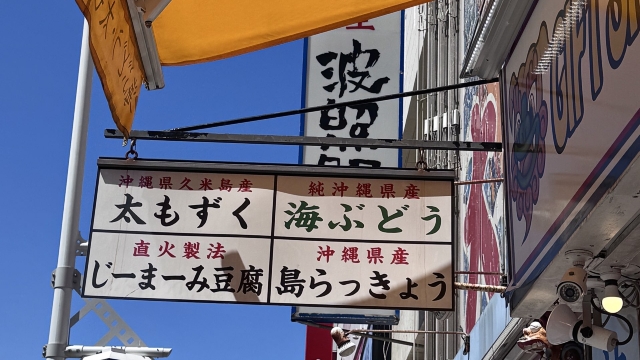 波照
沖縄県久米島産
太もずく
純沖縄県産
海ぶどう
直火製法
じーまーみ豆腐
沖縄県産
島らっきょう